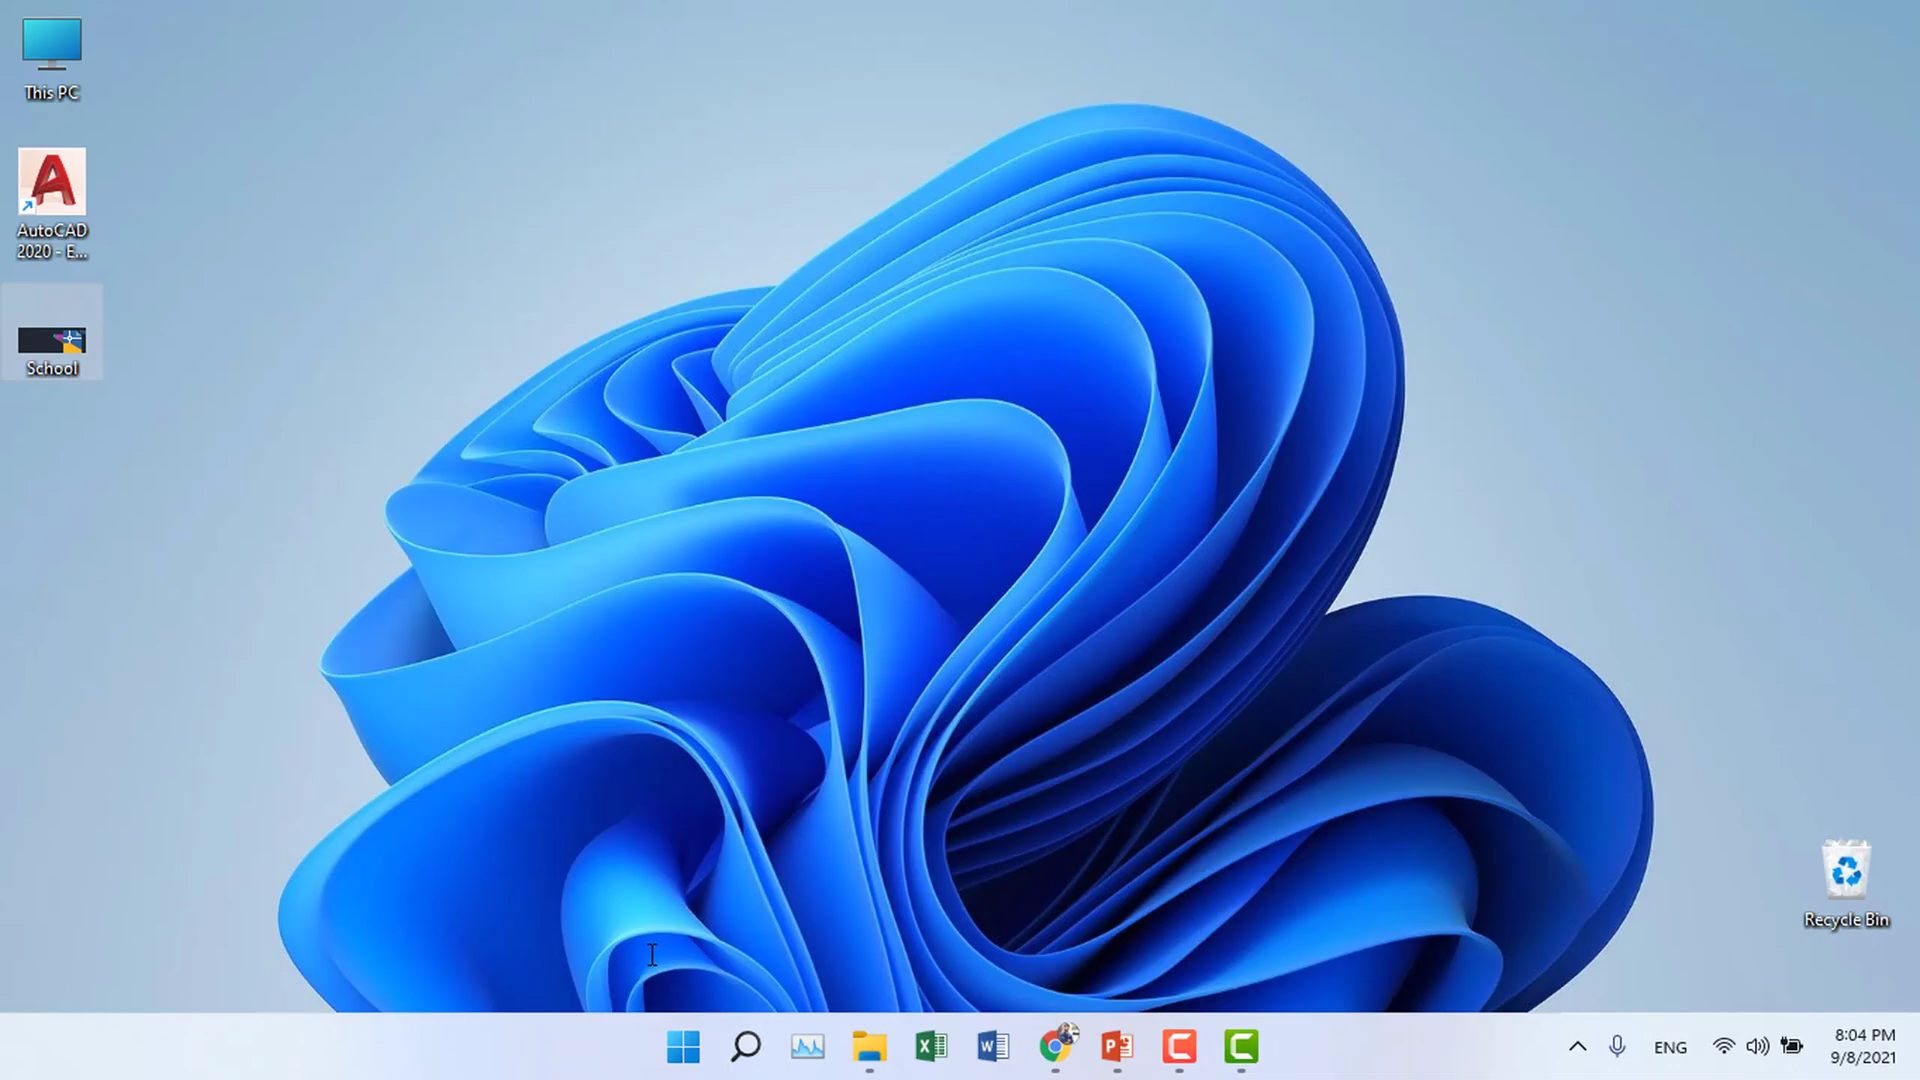 This PC
AutoCAD
2020 - E...
School
Recycle Bin
ENG
8:04 PM
9/8/2021